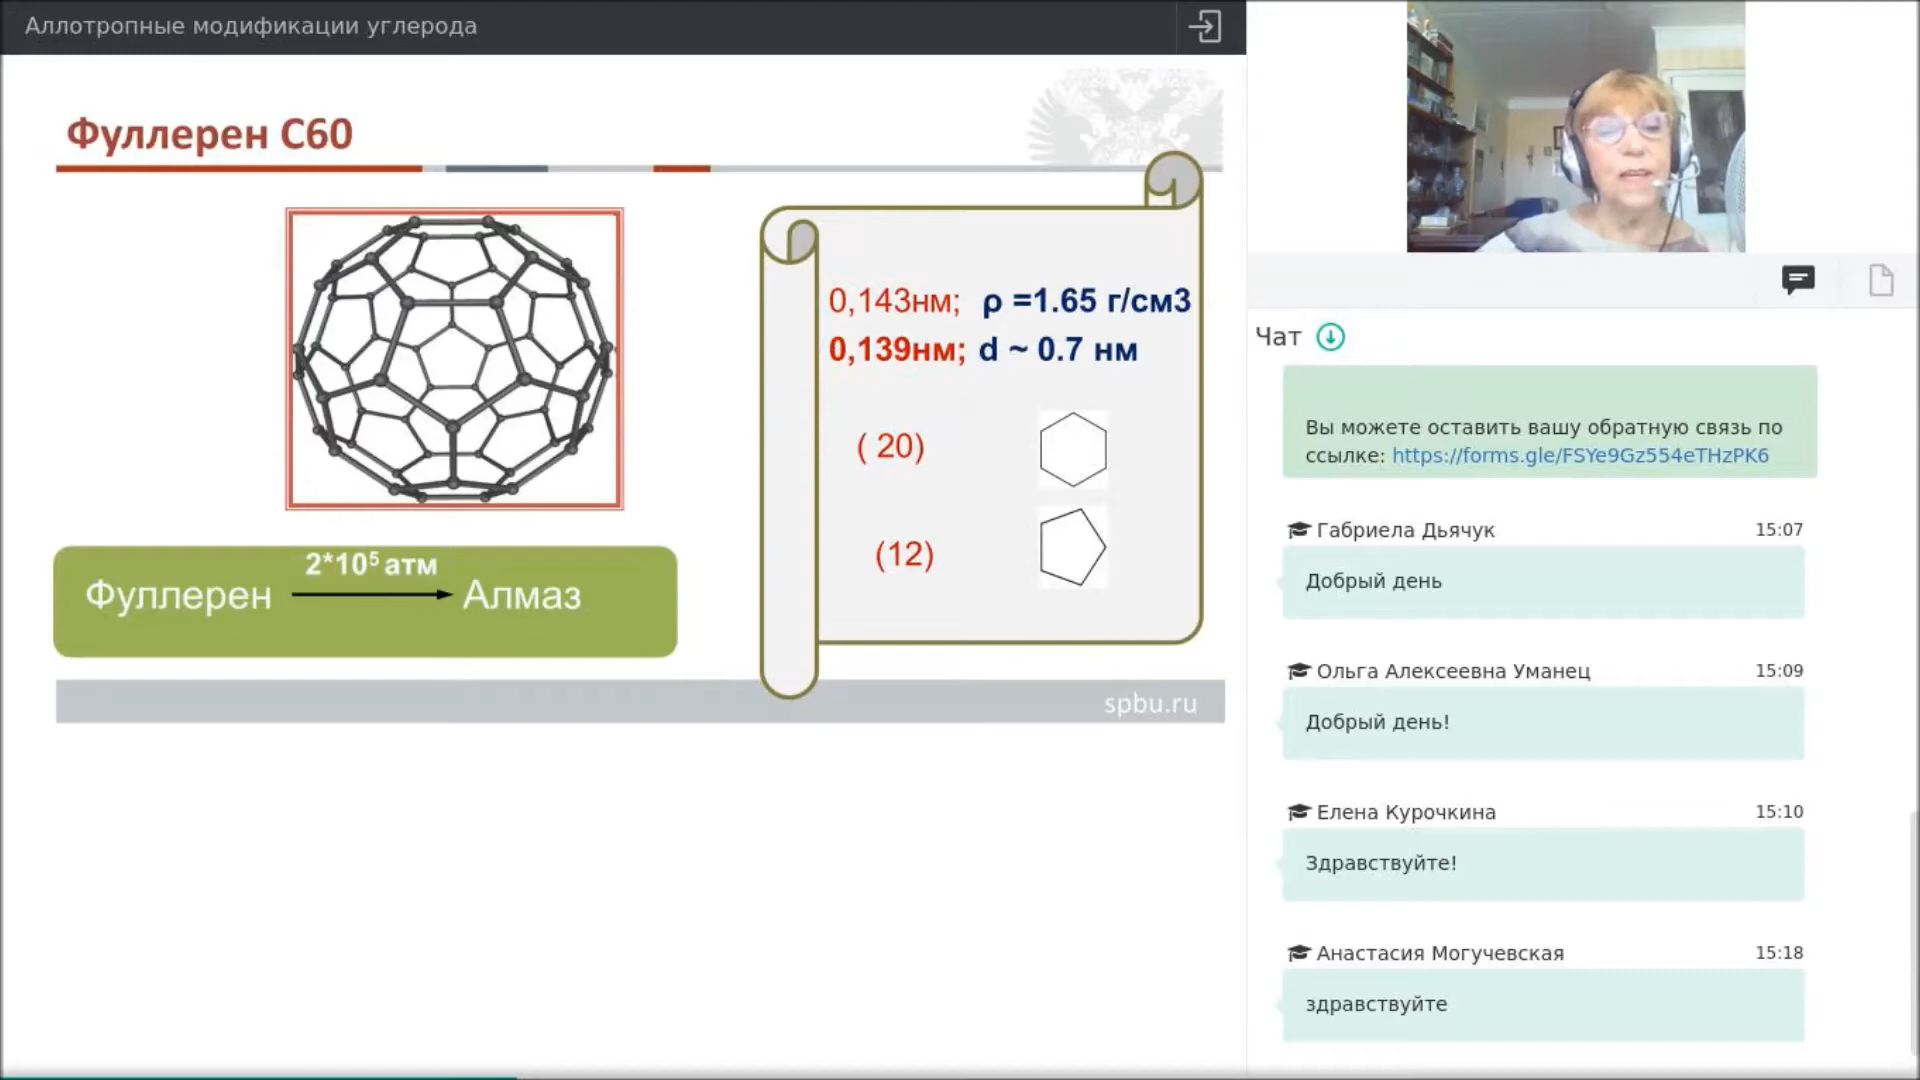 Аллотропные модификации углерода
Фуллерен С60
0,143нм; ρ =1.65 г/см3
0,139нм; d ~ 0.7 нм
( 20)
(12)
2*10⁵ атм
Фуллерен Алмаз
spbu.ru
Чат
Вы можете оставить вашу обратную связь по
ссылке: https://forms.gle/FSYe9Gz554eTHzPK6
Габриела Дьячук 15:07
Добрый день
Ольга Алексеевна Уманец 15:09
Добрый день!
Елена Курочкина 15:10
Здравствуйте!
Анастасия Могучевская 15:18
здравствуйте